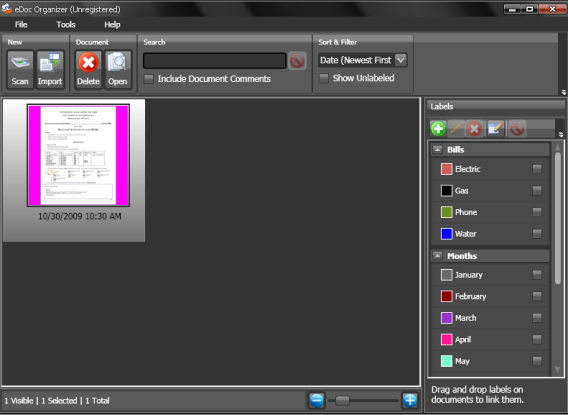 eDoc Organizer (Unregistered)
File Tools Help
New Document Search Sort & Filter
Scan Import Delete Open
Date (Newest First
Include Document Comments
Show Unlabeled
Labels
Bills
Electric
Gas
Phone
Water
Months
January
February
March
April
May
10/30/2009 10:30 AM
Drag and drop labels on
documents to link them.
1 Visible | 1 Selected | 1 Total